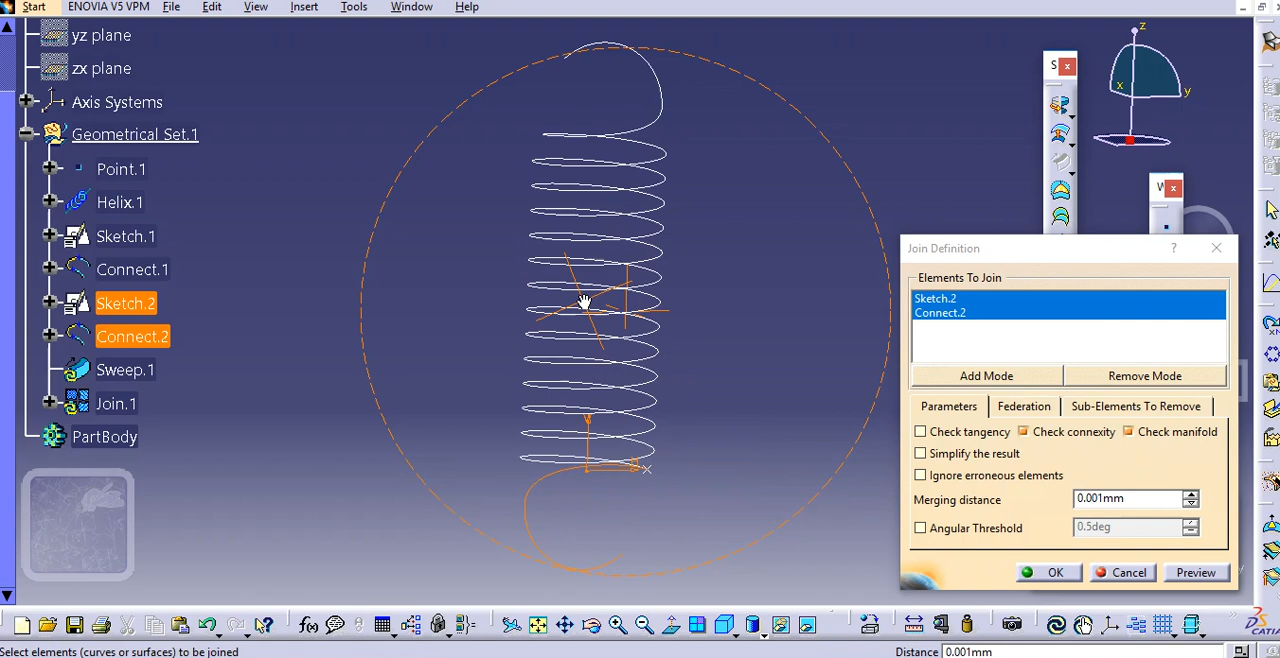 Start ENOVIA V5 VPM File Edit View Insert Tools Window Help
yz plane
zx plane
Axis Systems
Geometrical Set.1
Point.1
Helix.1
Sketch.1
Connect.1
Sketch.2
Connect.2
Sweep.1
Join.1
PartBody
z
x
y
S x
W x
Join Definition ? ×
Elements To Join
Sketch.2
Connect.2
Add Mode Remove Mode
Parameters Federation Sub-Elements To Remove
Check tangency Check connexity Check manifold
Simplify the result
Ignore erroneous elements
Merging distance 0.001mm
Angular Threshold 0.5deg
OK Cancel Preview
f(x)
CATIA
Select elements (curves or surfaces) to be joined Distance 0.001mm